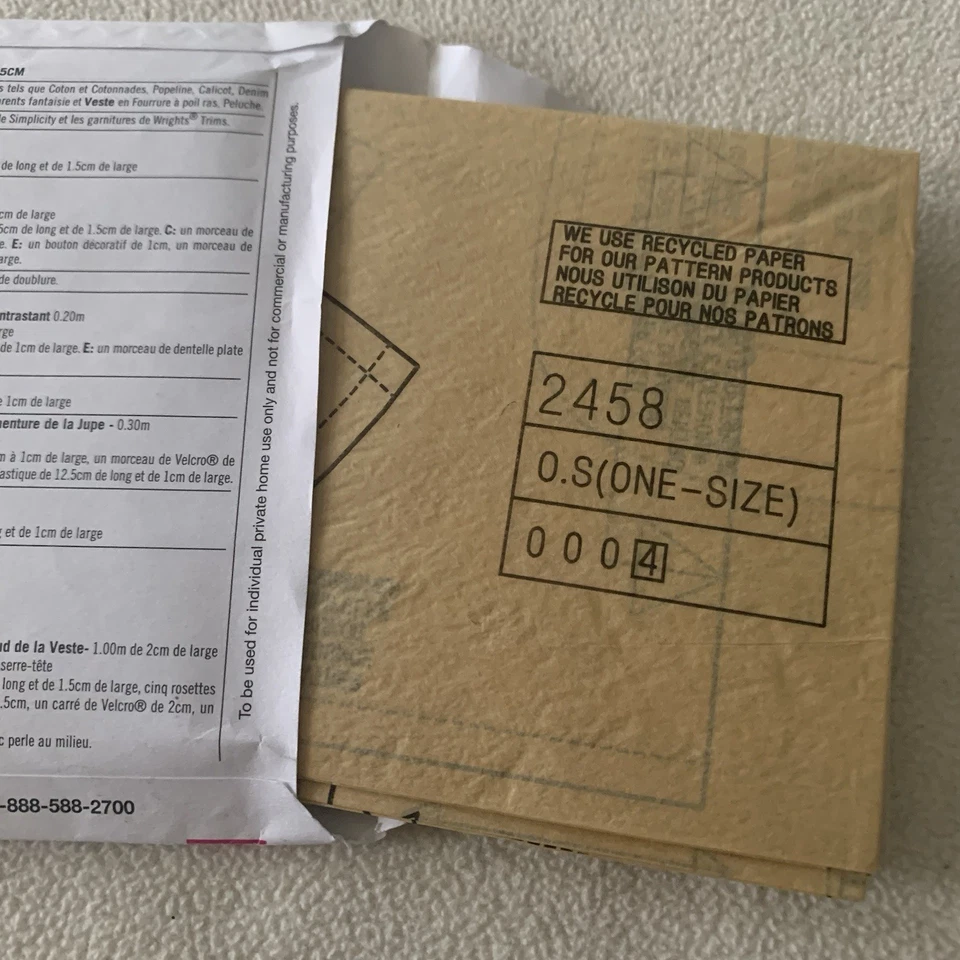 5CM
s tels que Coton et Cotonnades, Popeline, Calicot, Denim
rents fantaisie et Veste en Fourrure à poil ras, Peluche.
le Simplicity et les garnitures de Wrights® Trims.
de long et de 1.5cm de large
cm de large
5cm de long et de 1.5cm de large. C: un morceau de
e. E: un bouton décoratif de 1cm, un morceau de
arge.
de doublure.
ntrastant 0.20m
rge
de 1cm de large. E: un morceau de dentelle plate
e 1cm de large
enture de la Jupe - 0.30m
m à 1cm de large, un morceau de Velcro® de
astique de 12.5cm de long et de 1cm de large.
g et de 1cm de large
ud de la Veste- 1.00m de 2cm de large
serre-tête
long et de 1.5cm de large, cinq rosettes
.5cm, un carré de Velcro® de 2cm, un
c perle au milieu.
-888-588-2700
To be used for individual private home use only and not for commercial or manufacturing purposes.
WE USE RECYCLED PAPER
FOR OUR PATTERN PRODUCTS
NOUS UTILISON DU PAPIER
RECYCLE POUR NOS PATRONS
2458
O.S(ONE-SIZE)
0 0 0 4